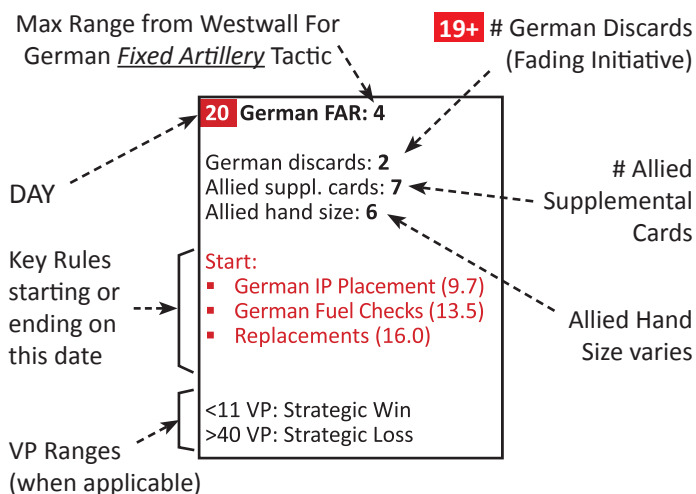 Max Range from Westwall For
German Fixed Artillery Tactic
19+ # German Discards
(Fading Initiative)
20 German FAR: 4
German discards: 2
Allied suppl. cards: 7
Allied hand size: 6
DAY
# Allied
Supplemental
Cards
Key Rules
starting or
ending on
this date
Start:
▪ German IP Placement (9.7)
▪ German Fuel Checks (13.5)
▪ Replacements (16.0)
Allied Hand
Size varies
<11 VP: Strategic Win
>40 VP: Strategic Loss
VP Ranges
(when applicable)